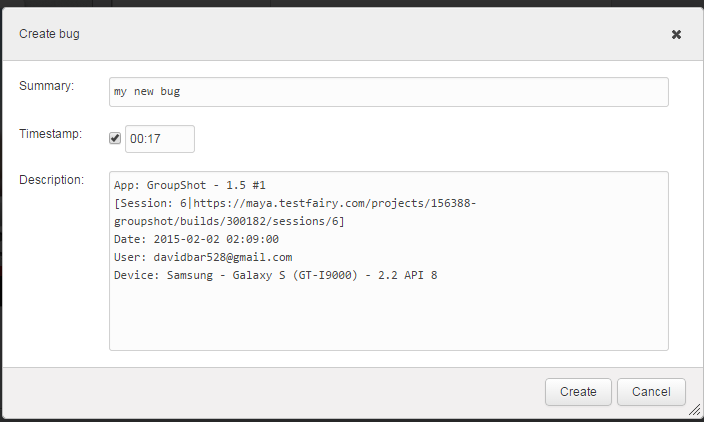 Create bug
Summary:
my new bug
Timestamp:
00:17
Description:
App: GroupShot - 1.5 #1
[Session: 6|https://maya.testfairy.com/projects/156388-
groupshot/builds/300182/sessions/6]
Date: 2015-02-02 02:09:00
User: davidbar528@gmail.com
Device: Samsung - Galaxy S (GT-I9000) - 2.2 API 8
Create
Cancel